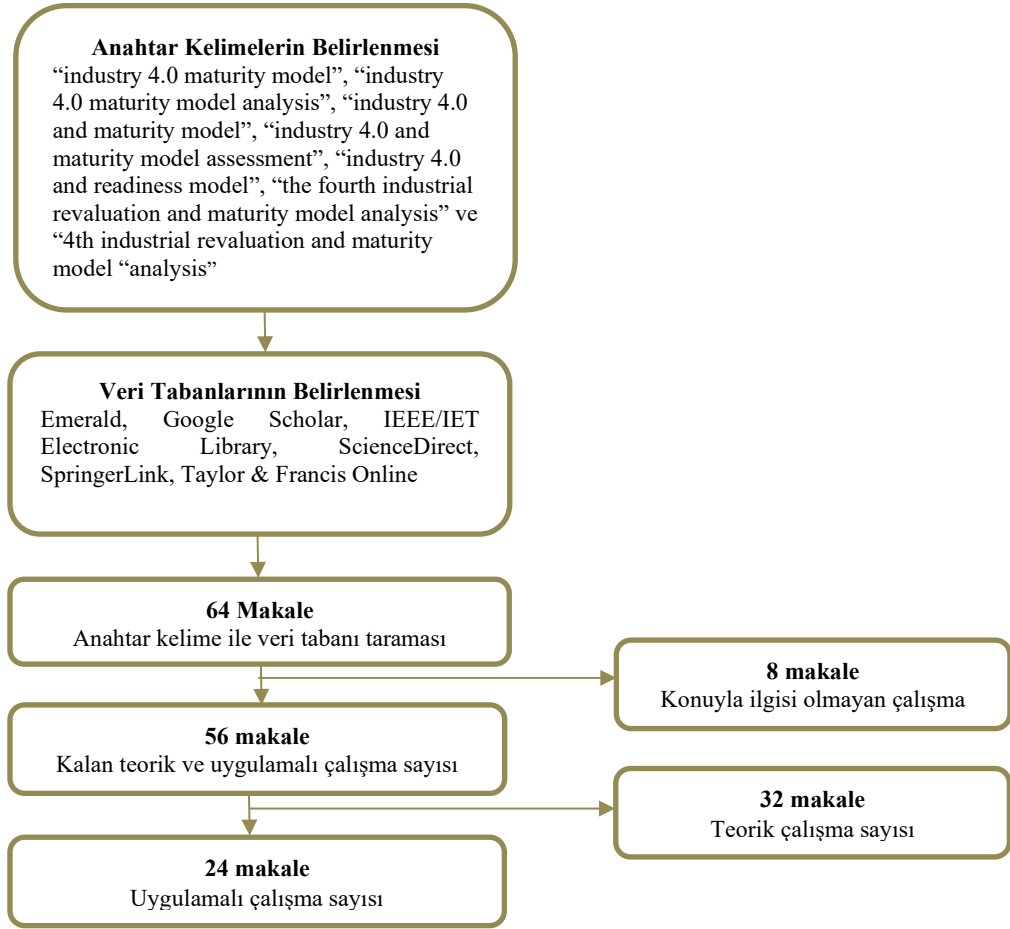 Anahtar Kelimelerin Belirlenmesi
“industry 4.0 maturity model”, “industry
4.0 maturity model analysis”, “industry 4.0
and maturity model”, “industry 4.0 and
maturity model assessment”, “industry 4.0
and readiness model”, “the fourth industrial
revaluation and maturity model analysis” ve
“4th industrial revaluation and maturity
model “analysis”
Veri Tabanlarının Belirlenmesi
Emerald, Google Scholar, IEEE/IET
Electronic Library, ScienceDirect,
SpringerLink, Taylor & Francis Online
64 Makale
Anahtar kelime ile veri tabanı taraması
8 makale
Konuyla ilgisi olmayan çalışma
56 makale
Kalan teorik ve uygulamalı çalışma sayısı
32 makale
Teorik çalışma sayısı
24 makale
Uygulamalı çalışma sayısı